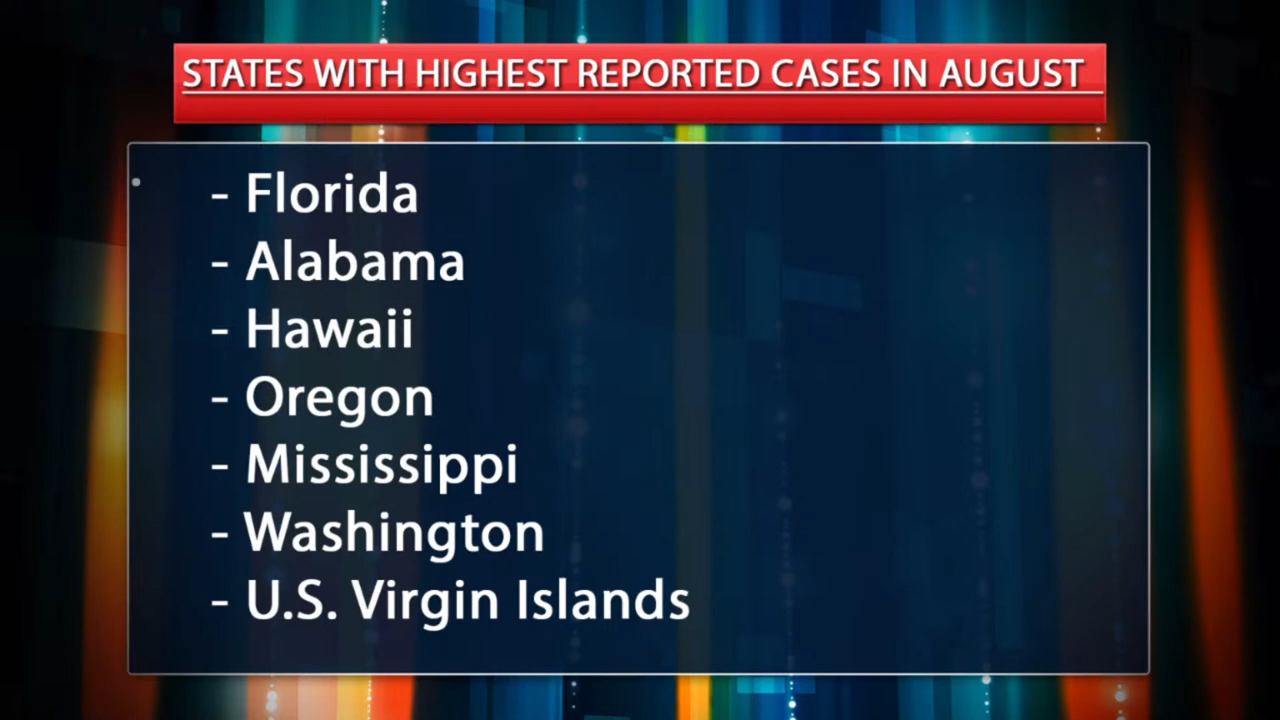 STATES WITH HIGHEST REPORTED CASES IN AUGUST
- Florida
- Alabama
- Hawaii
- Oregon
- Mississippi
- Washington
- U.S. Virgin Islands